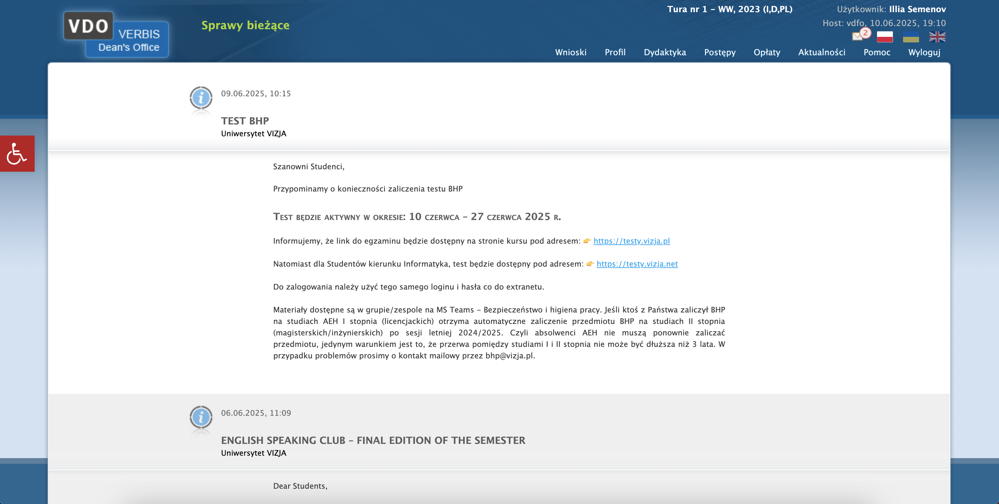 VDO
VERBIS
Dean's Office
Sprawy bieżące
Tura nr 1 – WW, 2023 (I,D,PL)
Użytkownik: Illia Semenov
Host: vdfo, 10.06.2025, 19:10
2
Wnioski Profil Dydaktyka Postępy Opłaty Aktualności Pomoc Wyloguj
09.06.2025, 10:15
TEST BHP
Uniwersytet VIZJA
Szanowni Studenci,
Przypominamy o konieczności zaliczenia testu BHP
Test będzie aktywny w okresie: 10 czerwca – 27 czerwca 2025 r.
Informujemy, że link do egzaminu będzie dostępny na stronie kursu pod adresem: 👉 https://testy.vizja.pl
Natomiast dla Studentów kierunku Informatyka, test będzie dostępny pod adresem: 👉 https://testy.vizja.net
Do zalogowania należy użyć tego samego loginu i hasła co do extranetu.
Materiały dostępne są w grupie/zespole na MS Teams – Bezpieczeństwo i higiena pracy. Jeśli ktoś z Państwa zaliczył BHP
na studiach AEH I stopnia (licencjackich) otrzyma automatyczne zaliczenie przedmiotu BHP na studiach II stopnia
(magisterskich/inżynierskich) po sesji letniej 2024/2025. Czyli absolwenci AEH nie muszą ponownie zaliczać
przedmiotu, jedynym warunkiem jest to, że przerwa pomiędzy studiami I i II stopnia nie może być dłuższa niż 3 lata. W
przypadku problemów prosimy o kontakt mailowy przez bhp@vizja.pl.
06.06.2025, 11:09
ENGLISH SPEAKING CLUB – FINAL EDITION OF THE SEMESTER
Uniwersytet VIZJA
Dear Students,